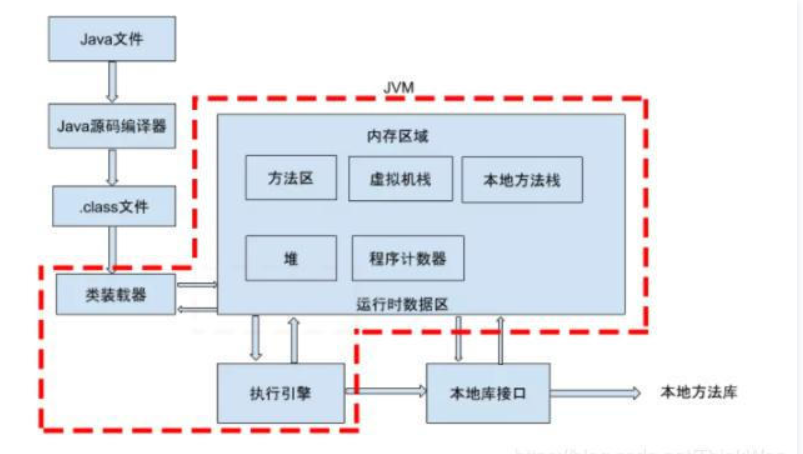 Java文件
JVM
Java源码编译器
内存区域
方法区
虚拟机栈
本地方法栈
.class文件
堆
程序计数器
类装载器
运行时数据区
执行引擎
本地库接口
本地方法库